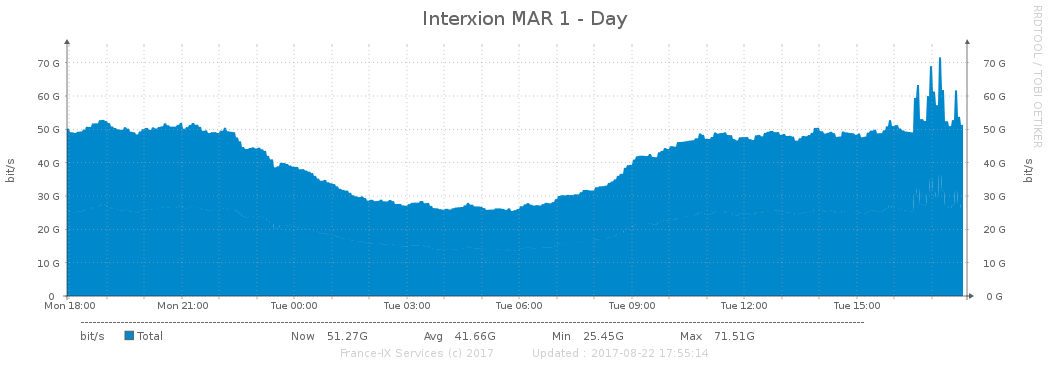 Interxion MAR 1 - Day
RRDTOOL / TOBI OETIKER
bit/s
70 G 70 G
60 G 60 G
50 G 50 G
40 G 40 G
30 G 30 G
20 G 20 G
10 G 10 G
0 0 G
bit/s
Mon 18:00 Mon 21:00 Tue 00:00 Tue 03:00 Tue 06:00 Tue 09:00 Tue 12:00 Tue 15:00
bit/s Total Now 51.27G Avg 41.66G Min 25.45G Max 71.51G
France-IX Services (c) 2017 Updated : 2017-08-22 17:55:14